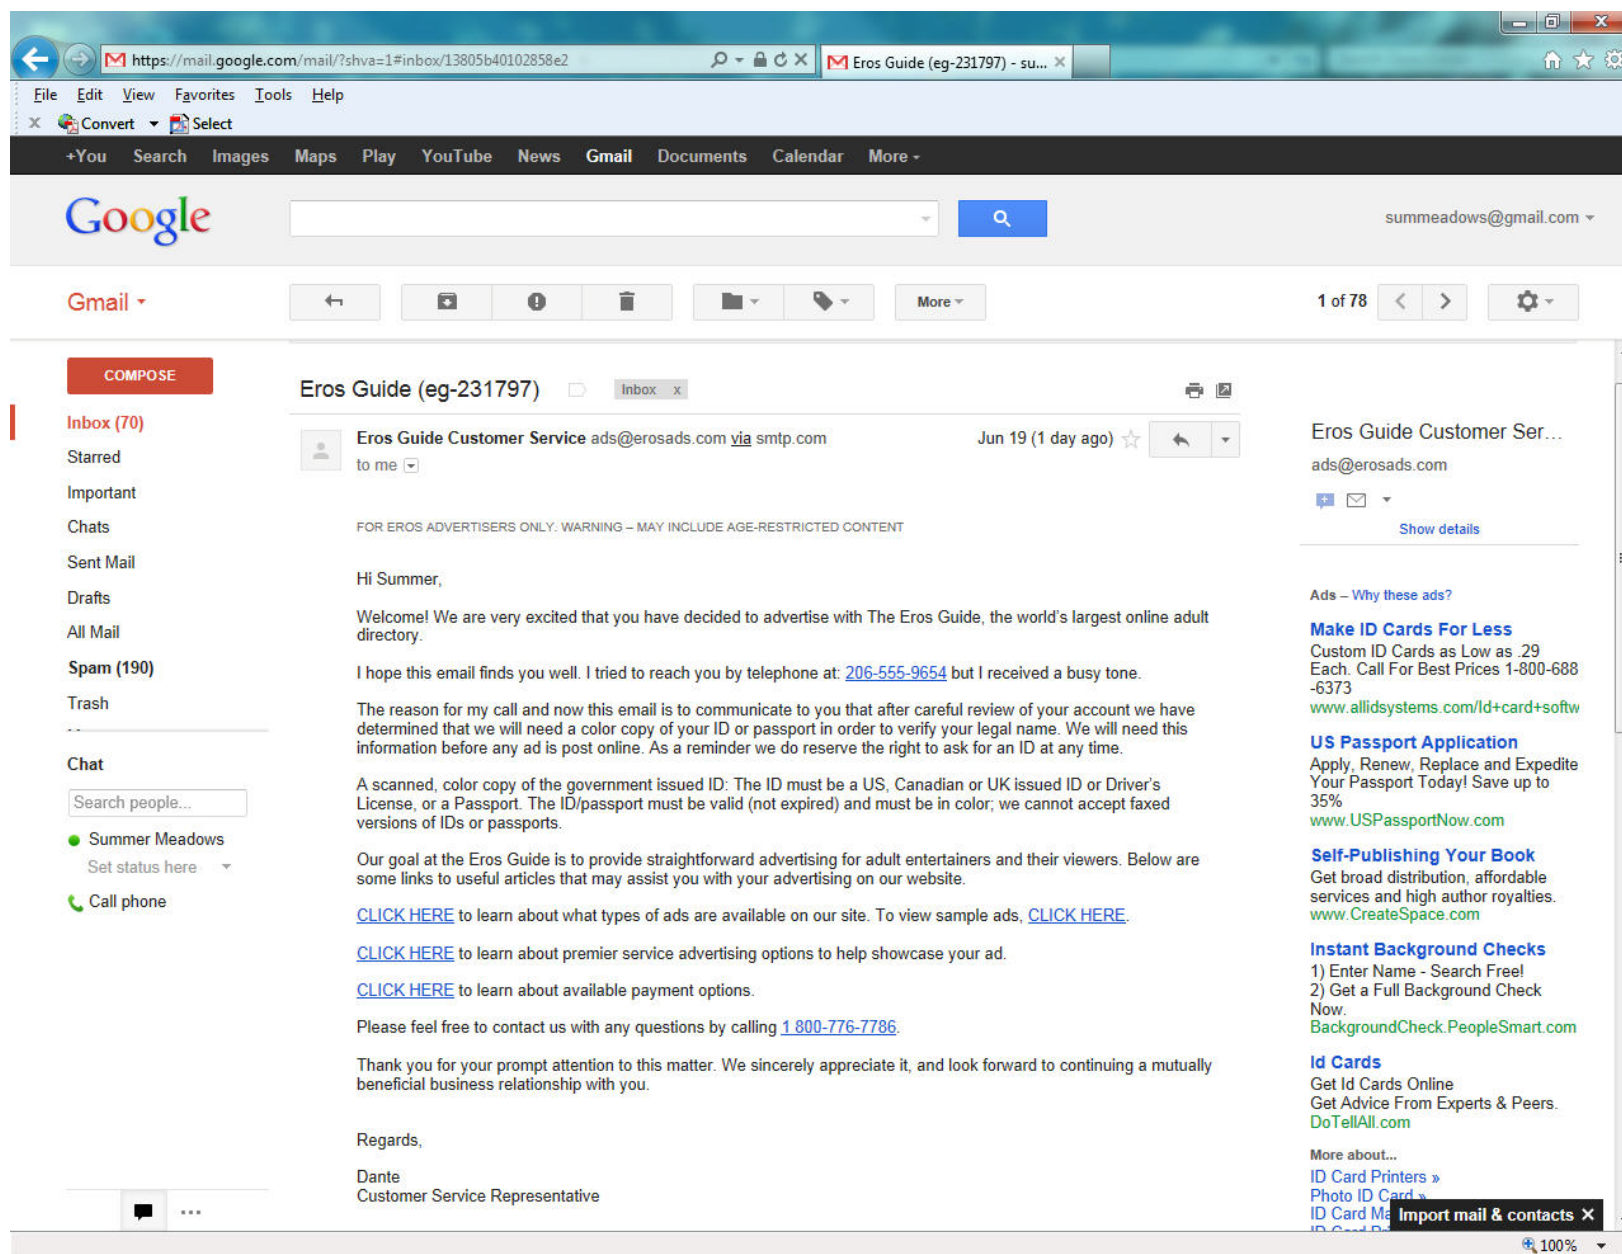 https://mail.google.com/mail/?shva=1#inbox/13805b40102858e2
Eros Guide (eg-231797) - su...
File Edit View Favorites Tools Help
x Convert Select
+You Search Images Maps Play YouTube News Gmail Documents Calendar More
Google
summeadows@gmail.com
Gmail
More
1 of 78
COMPOSE
Inbox (70)
Starred
Important
Chats
Sent Mail
Drafts
All Mail
Spam (190)
Trash
Chat
Search people...
Summer Meadows
Set status here
Call phone
Eros Guide (eg-231797)
Inbox x
Eros Guide Customer Service ads@erosads.com via smtp.com
Jun 19 (1 day ago)
to me
FOR EROS ADVERTISERS ONLY. WARNING – MAY INCLUDE AGE-RESTRICTED CONTENT
Hi Summer,
Welcome! We are very excited that you have decided to advertise with The Eros Guide, the world's largest online adult
directory.
I hope this email finds you well. I tried to reach you by telephone at: 206-555-9654 but I received a busy tone.
The reason for my call and now this email is to communicate to you that after careful review of your account we have
determined that we will need a color copy of your ID or passport in order to verify your legal name. We will need this
information before any ad is post online. As a reminder we do reserve the right to ask for an ID at any time.
A scanned, color copy of the government issued ID: The ID must be a US, Canadian or UK issued ID or Driver's
License, or a Passport. The ID/passport must be valid (not expired) and must be in color; we cannot accept faxed
versions of IDs or passports.
Our goal at the Eros Guide is to provide straightforward advertising for adult entertainers and their viewers. Below are
some links to useful articles that may assist you with your advertising on our website.
CLICK HERE to learn about what types of ads are available on our site. To view sample ads, CLICK HERE.
CLICK HERE to learn about premier service advertising options to help showcase your ad.
CLICK HERE to learn about available payment options.
Please feel free to contact us with any questions by calling 1 800-776-7786.
Thank you for your prompt attention to this matter. We sincerely appreciate it, and look forward to continuing a mutually
beneficial business relationship with you.
Regards,
Dante
Customer Service Representative
Eros Guide Customer Ser...
ads@erosads.com
Show details
Ads – Why these ads?
Make ID Cards For Less
Custom ID Cards as Low as .29
Each. Call For Best Prices 1-800-688
-6373
www.allidsystems.com/Id+card+softw
US Passport Application
Apply, Renew, Replace and Expedite
Your Passport Today! Save up to
35%
www.USPassportNow.com
Self-Publishing Your Book
Get broad distribution, affordable
services and high author royalties.
www.CreateSpace.com
Instant Background Checks
1) Enter Name - Search Free!
2) Get a Full Background Check
Now.
BackgroundCheck.PeopleSmart.com
Id Cards
Get Id Cards Online
Get Advice From Experts & Peers.
DoTellAll.com
More about...
ID Card Printers »
Photo ID Card »
ID Card Ma
Import mail & contacts X
100%